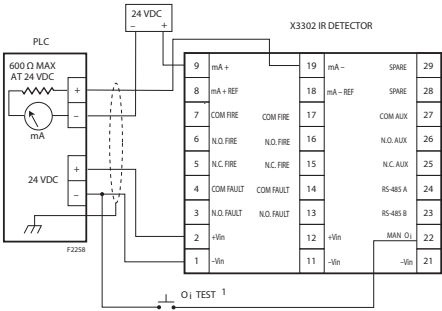 24 VDC
– +
X3302 IR DETECTOR
PLC
600 Ω MAX
AT 24 VDC
+
–
mA
24 VDC
+
–
F2258
9 mA + 19 mA – SPARE 29
8 mA + REF 18 mA – REF SPARE 28
7 COM FIRE COM FIRE 17 COM AUX 27
6 N.O. FIRE N.O. FIRE 16 N.O. AUX 26
5 N.C. FIRE N.C. FIRE 15 N.C. AUX 25
4 COM FAULT COM FAULT 14 RS-485 A 24
3 N.O. FAULT N.O. FAULT 13 RS-485 B 23
2 +Vin 12 +Vin MAN Oi 22
1 –Vin 11 –Vin –Vin 21
Oi TEST 1